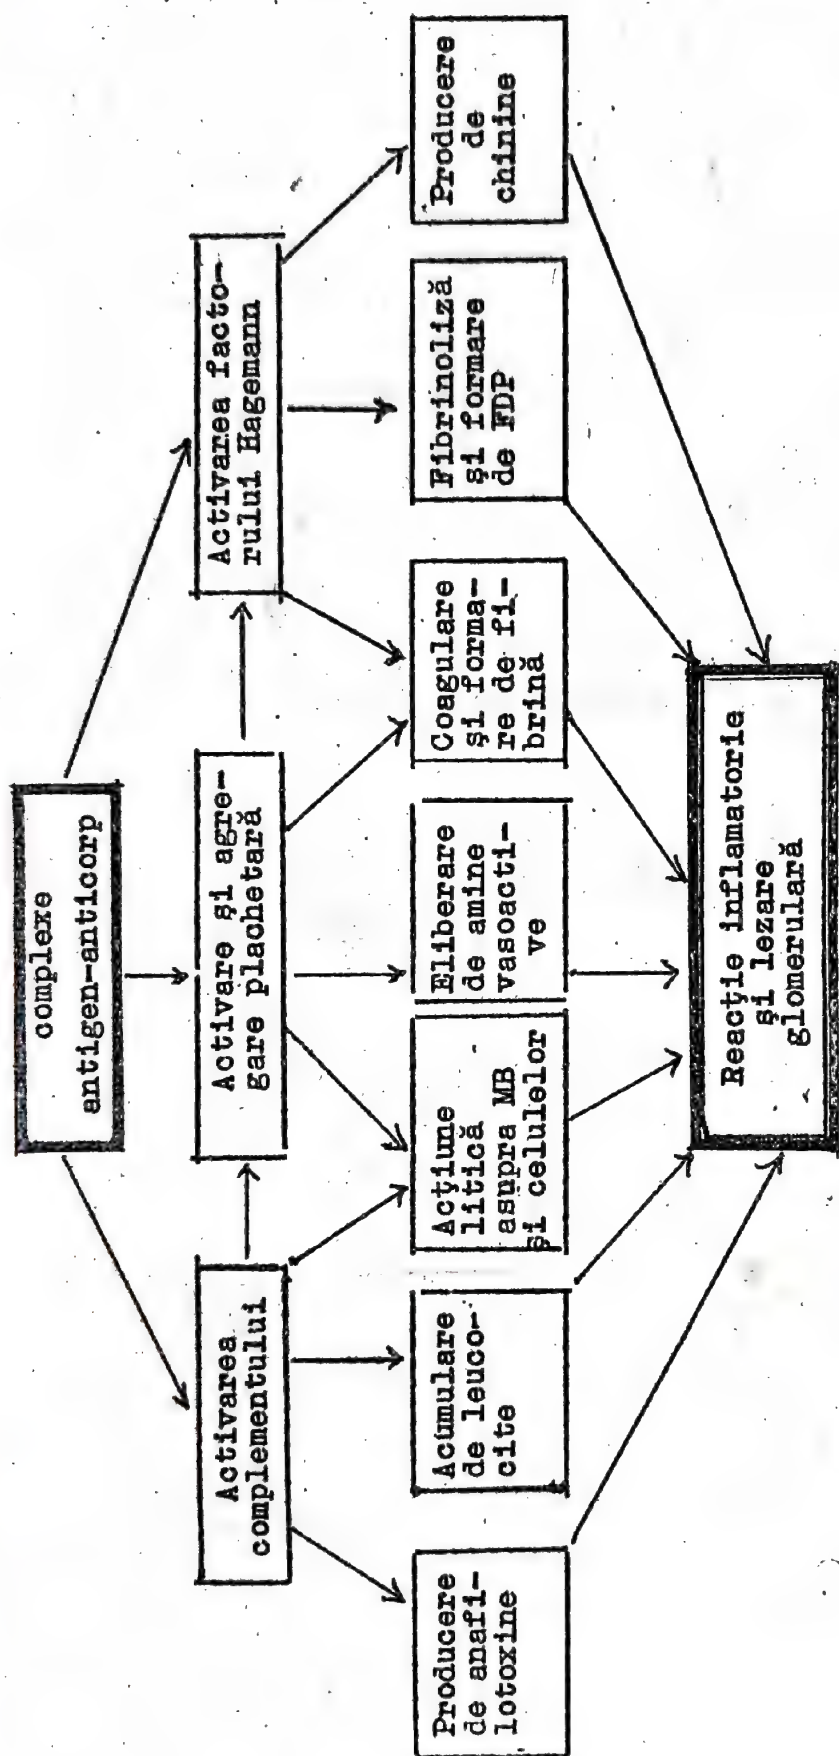 complexe
antigen-anticorp
Activarea
complementului
Activare şi agre-
gare plachetară
Activarea facto-
rului Hagemann
Producere
de anafi-
lotoxine
Acumulare
de leuco-
cite
Acţiune
litică
asupra MB
şi celulelor
Eliberare
de amine
vasoacti-
ve
Coagulare
şi forma-
re de fi-
brină
Fibrinoliză
şi formare
de FDP
Producere
de
chinine
Reacţie inflamatorie
şi lezare
glomerulară